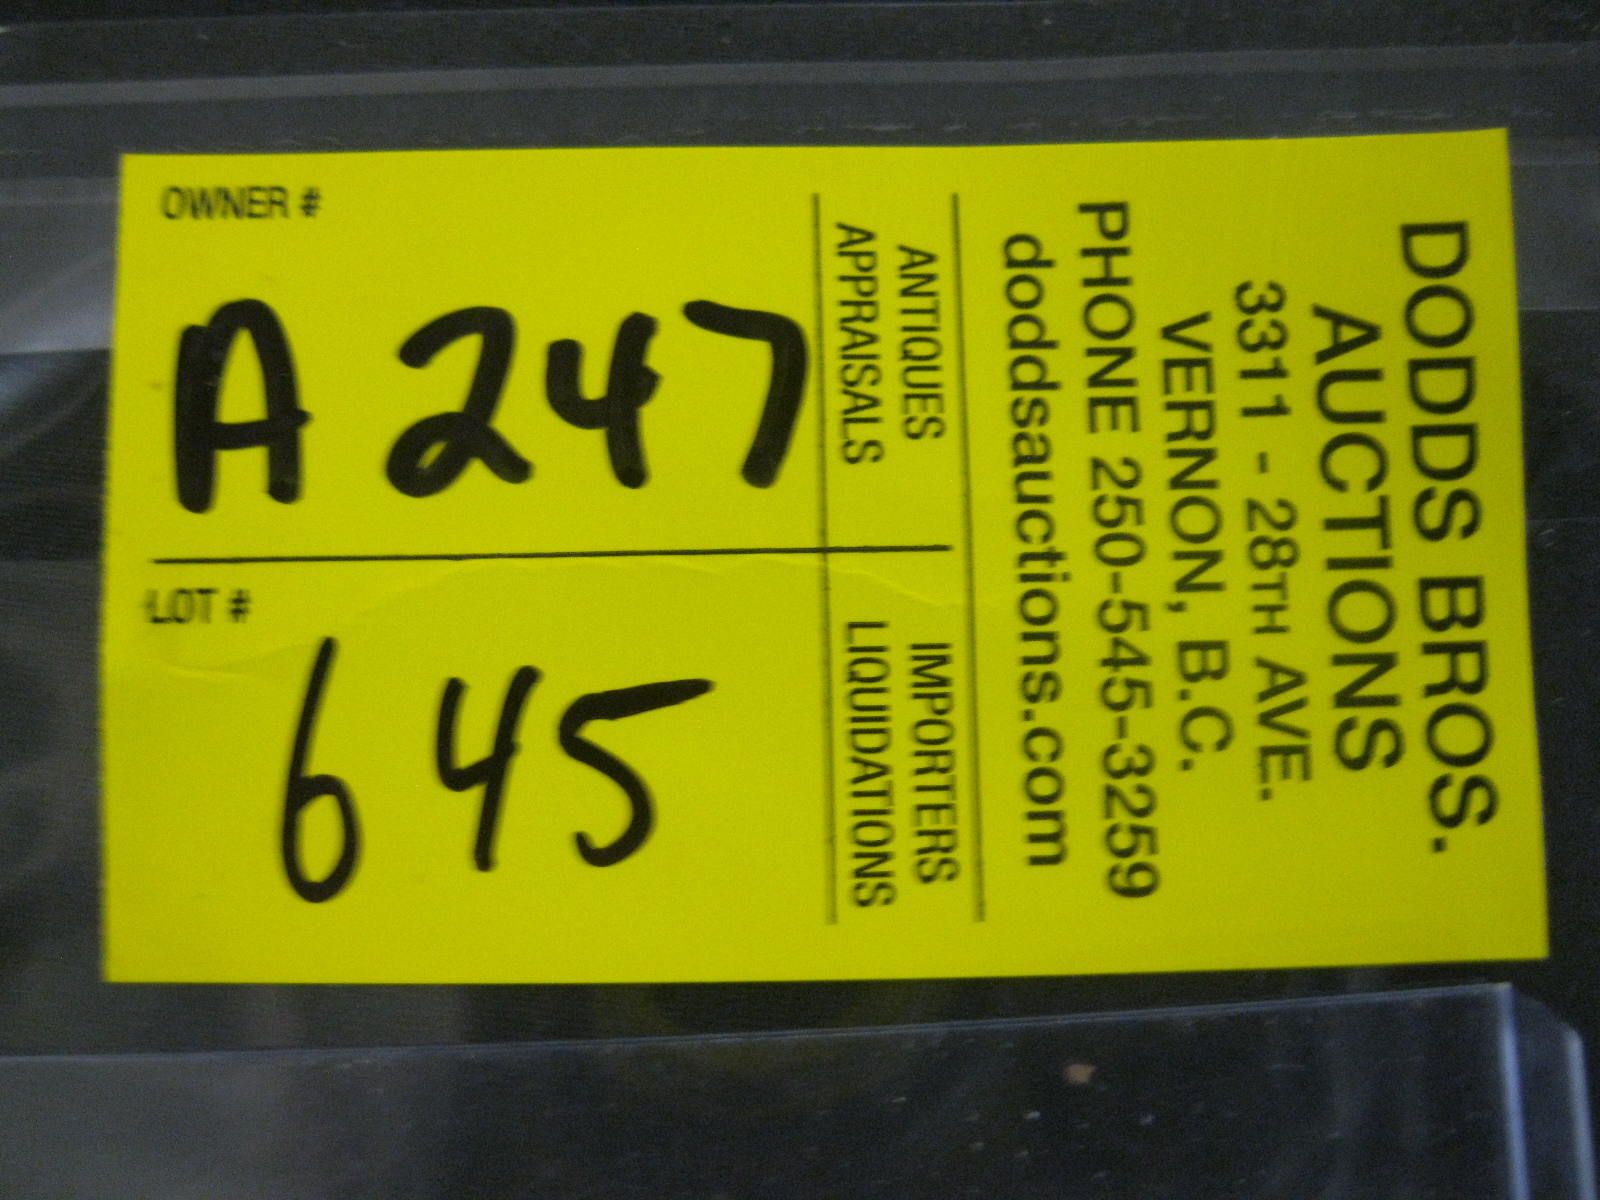 OWNER #
A 247
LOT #
645
ANTIQUES
APPRAISALS
IMPORTERS
LIQUIDATIONS
DODDS BROS.
AUCTIONS
3311 - 28TH AVE.
VERNON, B.C.
PHONE 250-545-3259
doddsauctions.com